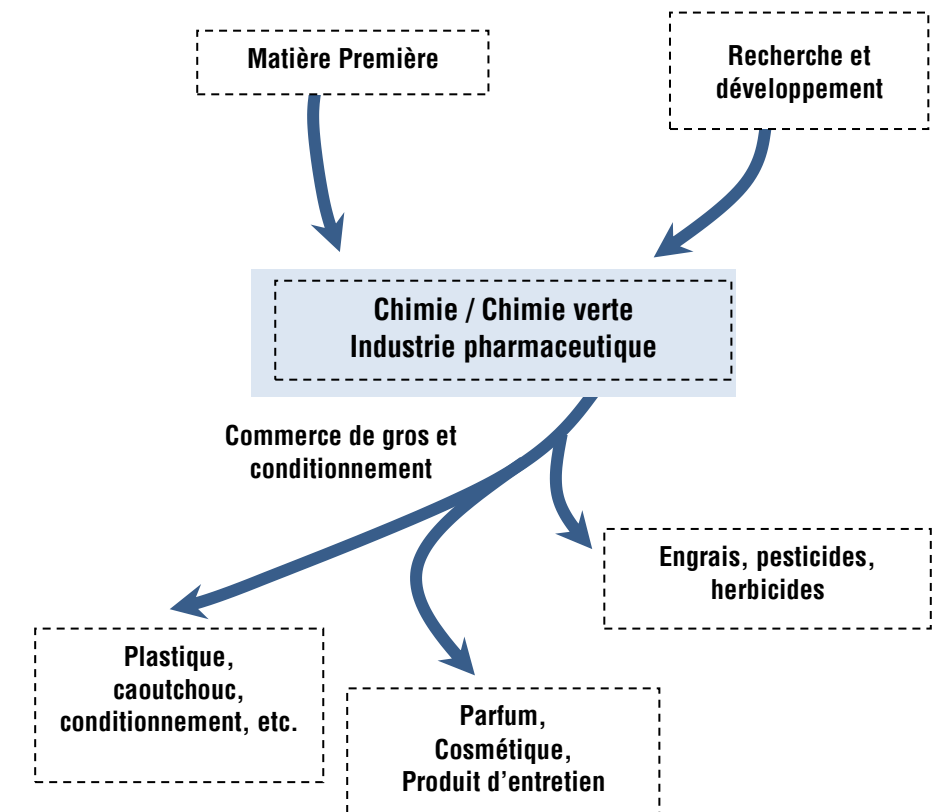 Matière Première
Recherche et
développement
Chimie / Chimie verte
Industrie pharmaceutique
Commerce de gros et
conditionnement
Engrais, pesticides,
herbicides
Plastique,
caoutchouc,
conditionnement, etc.
Parfum,
Cosmétique,
Produit d’entretien